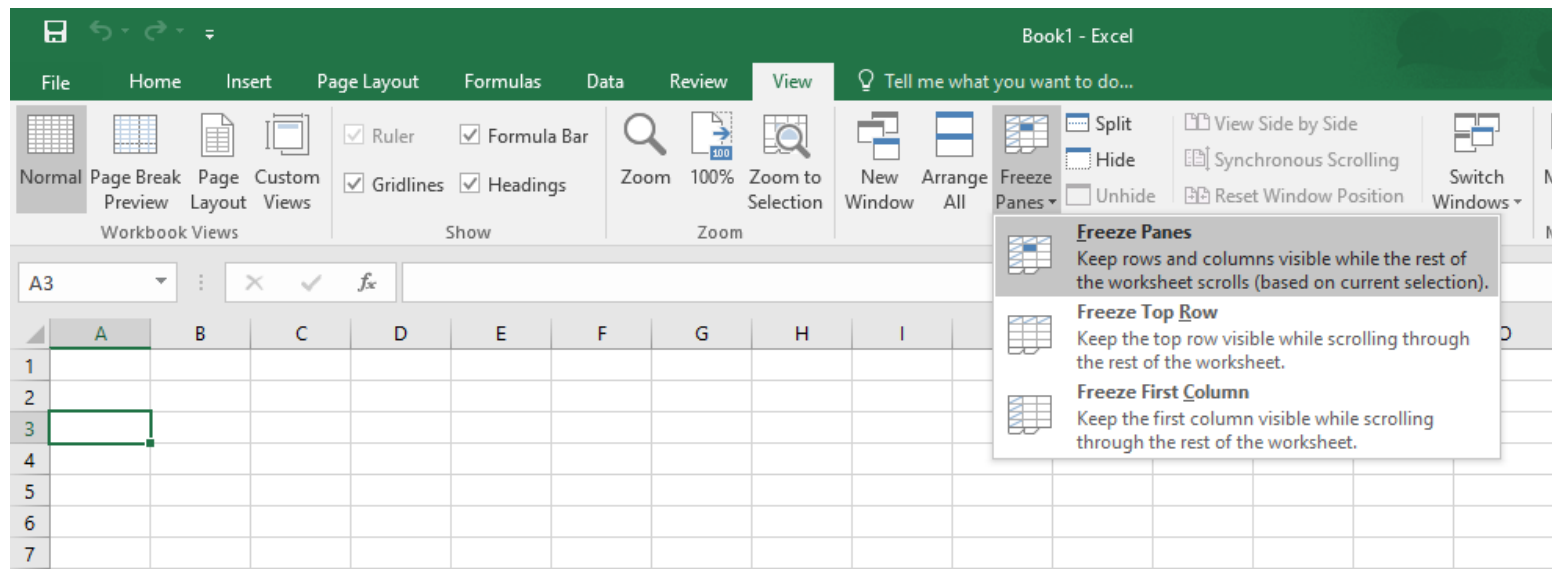 Book1 - Excel
File Home Insert Page Layout Formulas Data Review View Tell me what you want to do...
Ruler Formula Bar Split View Side by Side
100
Hide Synchronous Scrolling
Normal Page Break Page Custom Gridlines Headings Zoom 100% Zoom to New Arrange Freeze Switch
Preview Layout Views Selection Window All Panes Unhide Reset Window Position Windows
Workbook Views Show Zoom
Freeze Panes
Keep rows and columns visible while the rest of
the worksheet scrolls (based on current selection).
Freeze Top Row
Keep the top row visible while scrolling through
the rest of the worksheet.
Freeze First Column
Keep the first column visible while scrolling
through the rest of the worksheet.
A3 fx
A B C D E F G H I
1
2
3
4
5
6
7